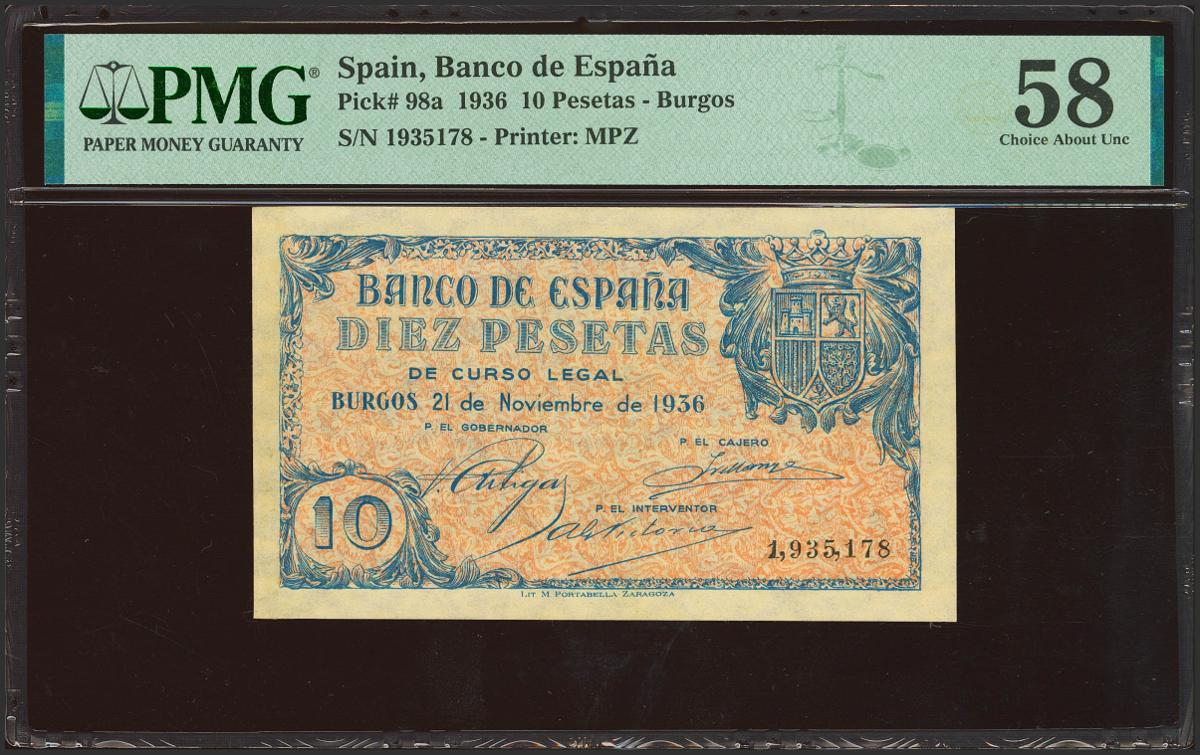 PMG®
PAPER MONEY GUARANTY
Spain, Banco de España
Pick# 98a 1936 10 Pesetas - Burgos
S/N 1935178 - Printer: MPZ
58
Choice About Unc
BANCO DE ESPAÑA
DIEZ PESETAS
DE CURSO LEGAL
BURGOS 21 de Noviembre de 1936
P. EL GOBERNADOR
P. EL CAJERO
P. EL INTERVENTOR
10
1,935,178
LIT M PORTABELLA ZARAGOZA